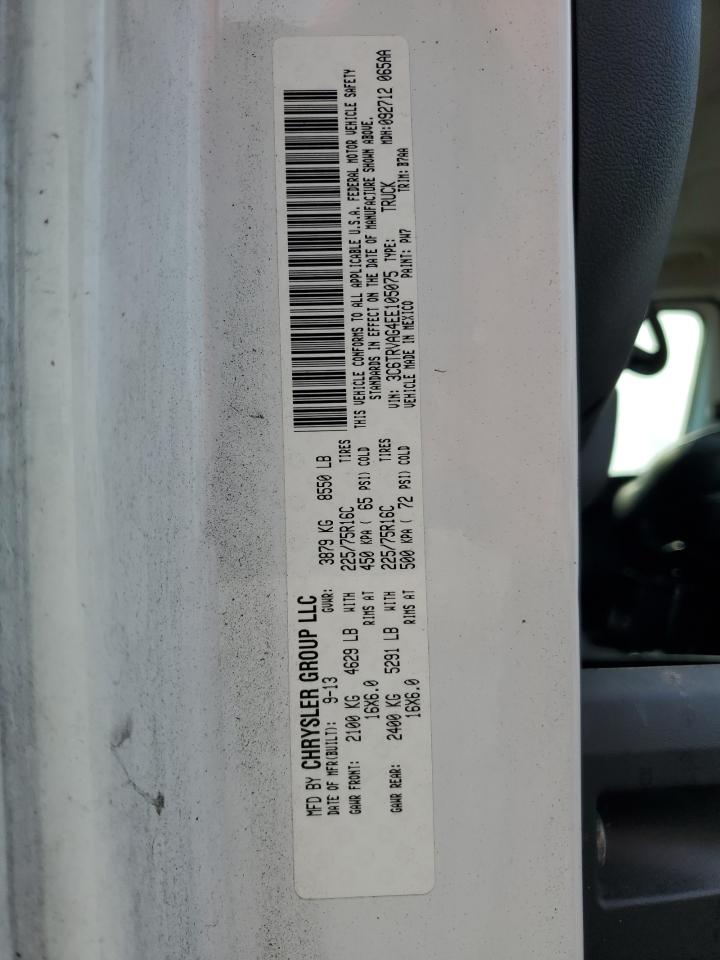 MFD BY CHRYSLER GROUP LLC
DATE OF MFR(BUILT): 9-13 GVWR: 3879 KG 8550 LB
GAWR FRONT: 2100 KG 4629 LB WITH 225/75R16C TIRES
16X6.0 RIMS AT 450 KPA ( 65 PSI) COLD
GAWR REAR: 2400 KG 5291 LB WITH 225/75R16C TIRES
16X6.0 RIMS AT 500 KPA ( 72 PSI) COLD
THIS VEHICLE CONFORMS TO ALL APPLICABLE U.S.A. FEDERAL MOTOR VEHICLE SAFETY
STANDARDS IN EFFECT ON THE DATE OF MANUFACTURE SHOWN ABOVE.
MDH:092712 065AA
VIN: 3C6TRVAG4EE105075 TYPE: TRUCK
VEHICLE MADE IN MEXICO PAINT: PW7 TRIM: B7AA